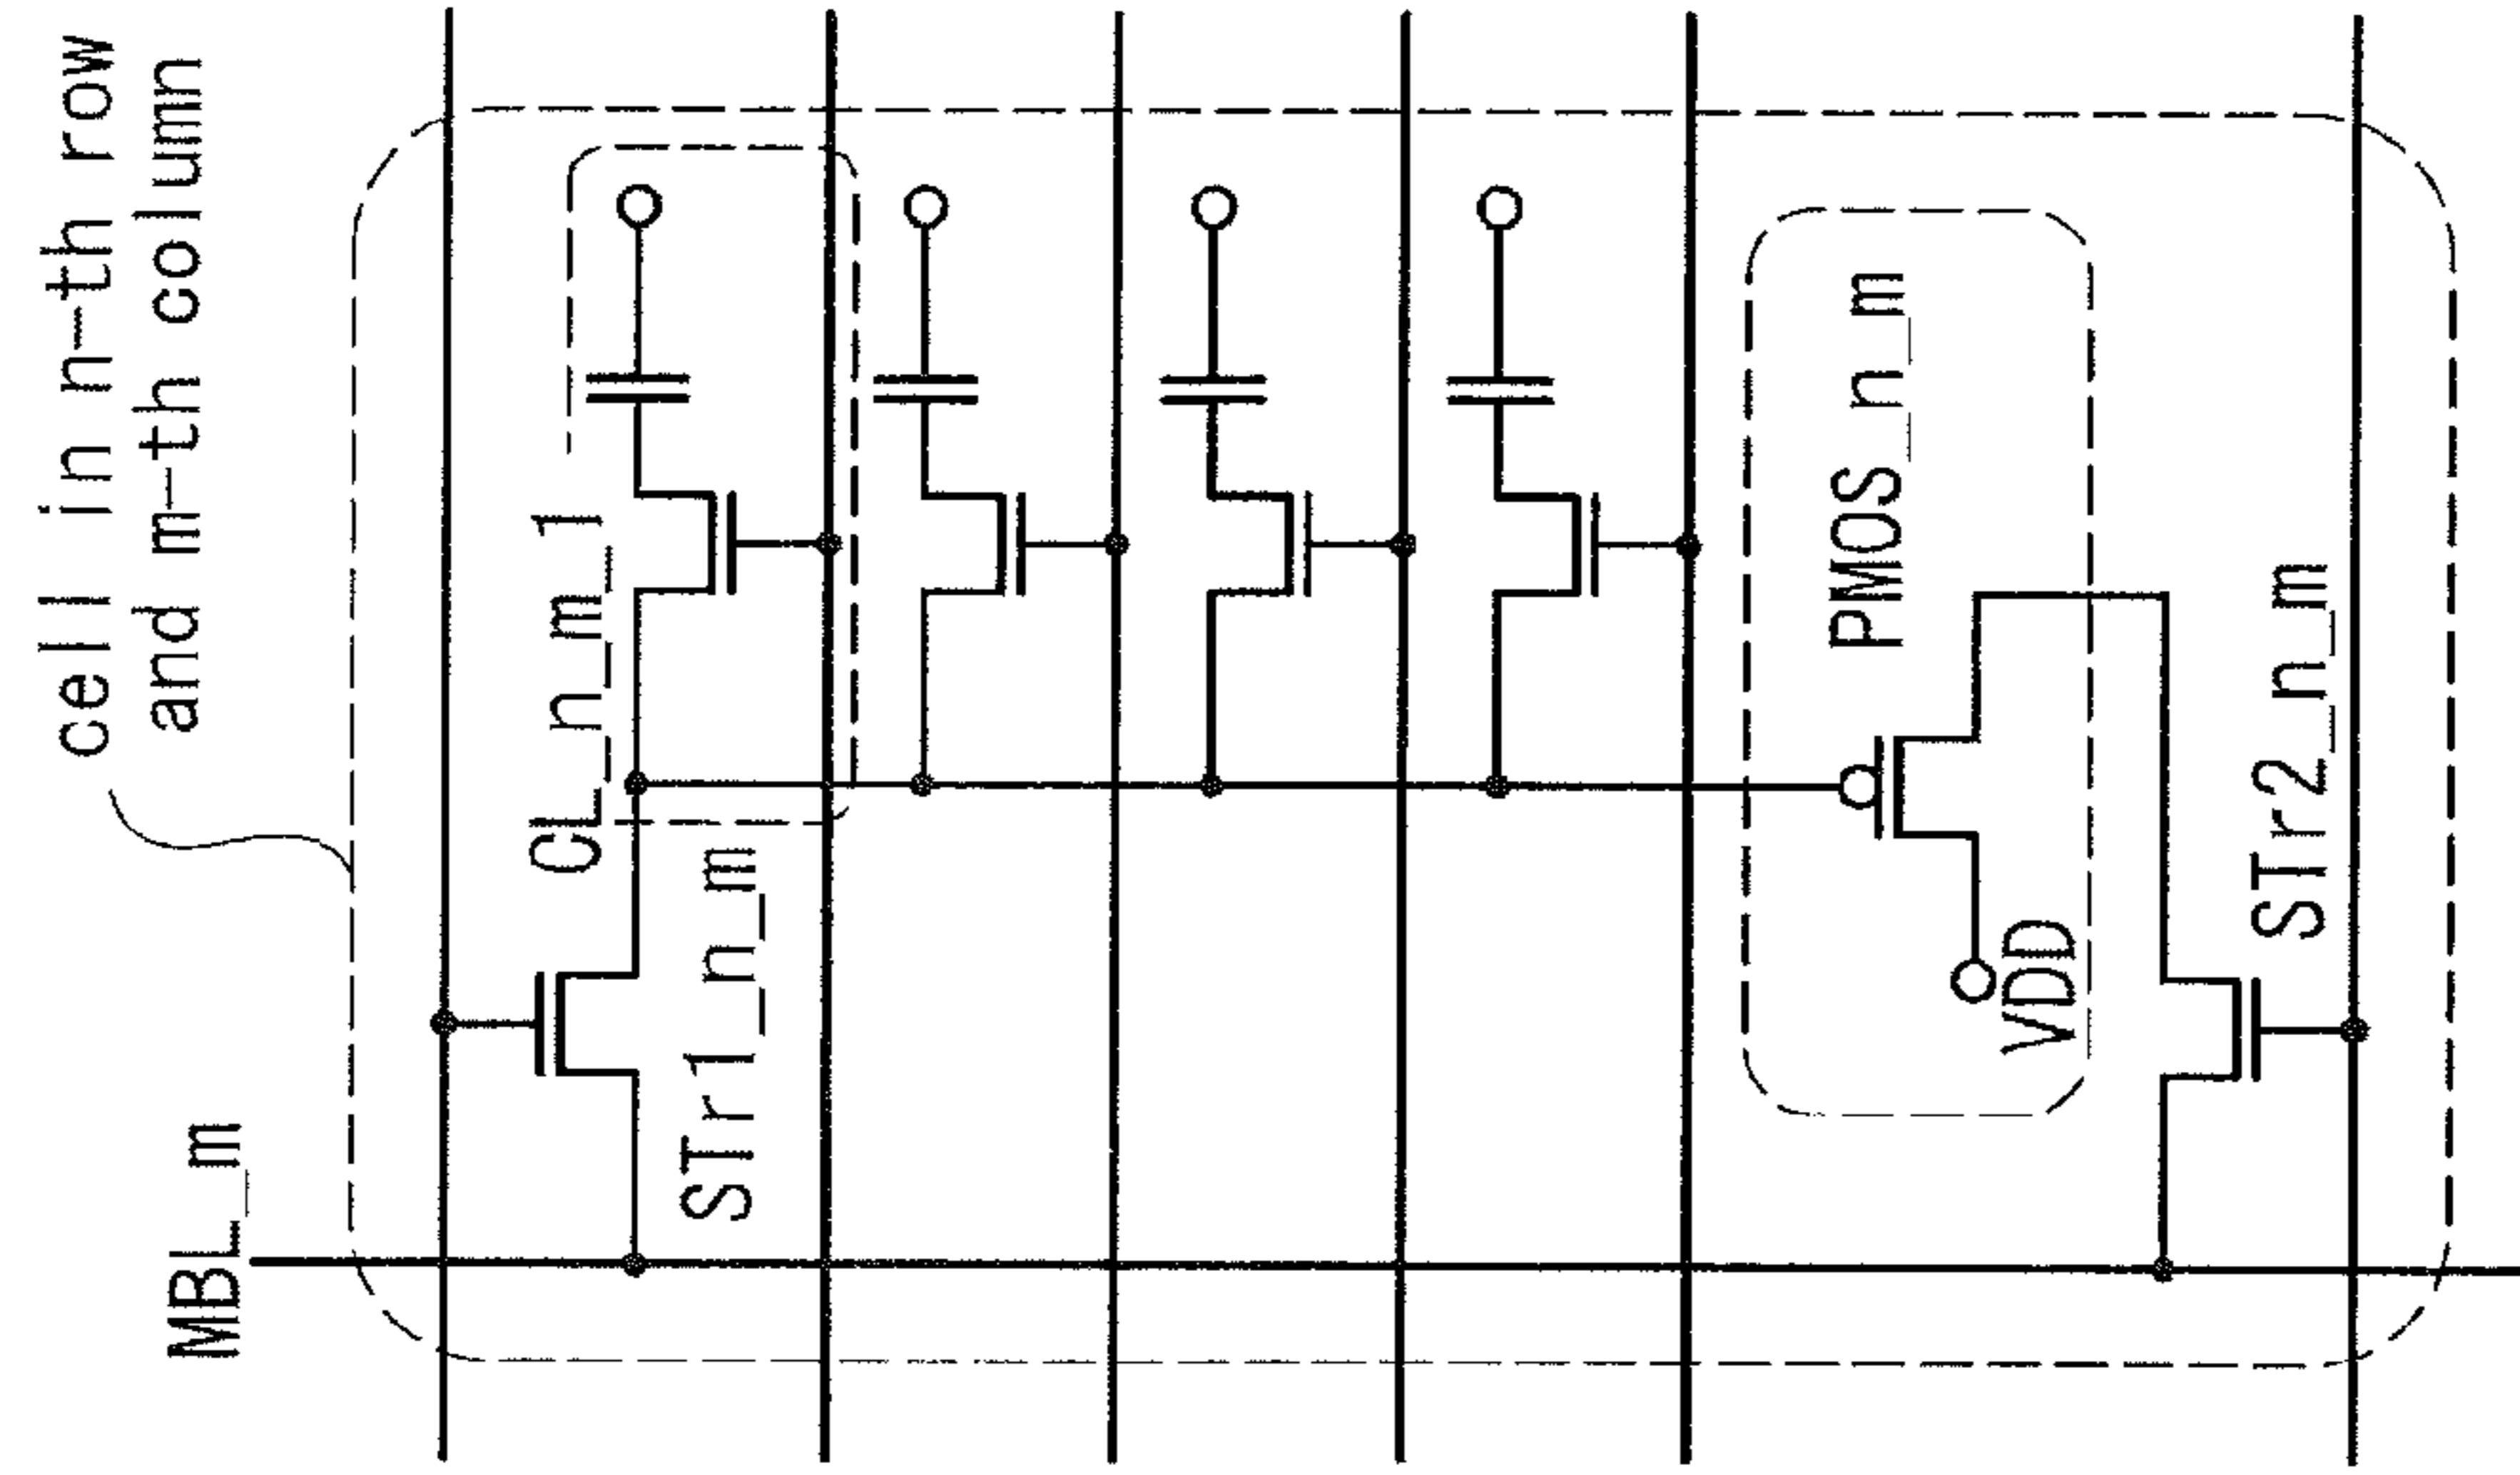 cell in n-th row
and m-th column
MBL_m
CL_n_m_1
STr1_n_m
PMOS_n_m
VDD
STr2_n_m